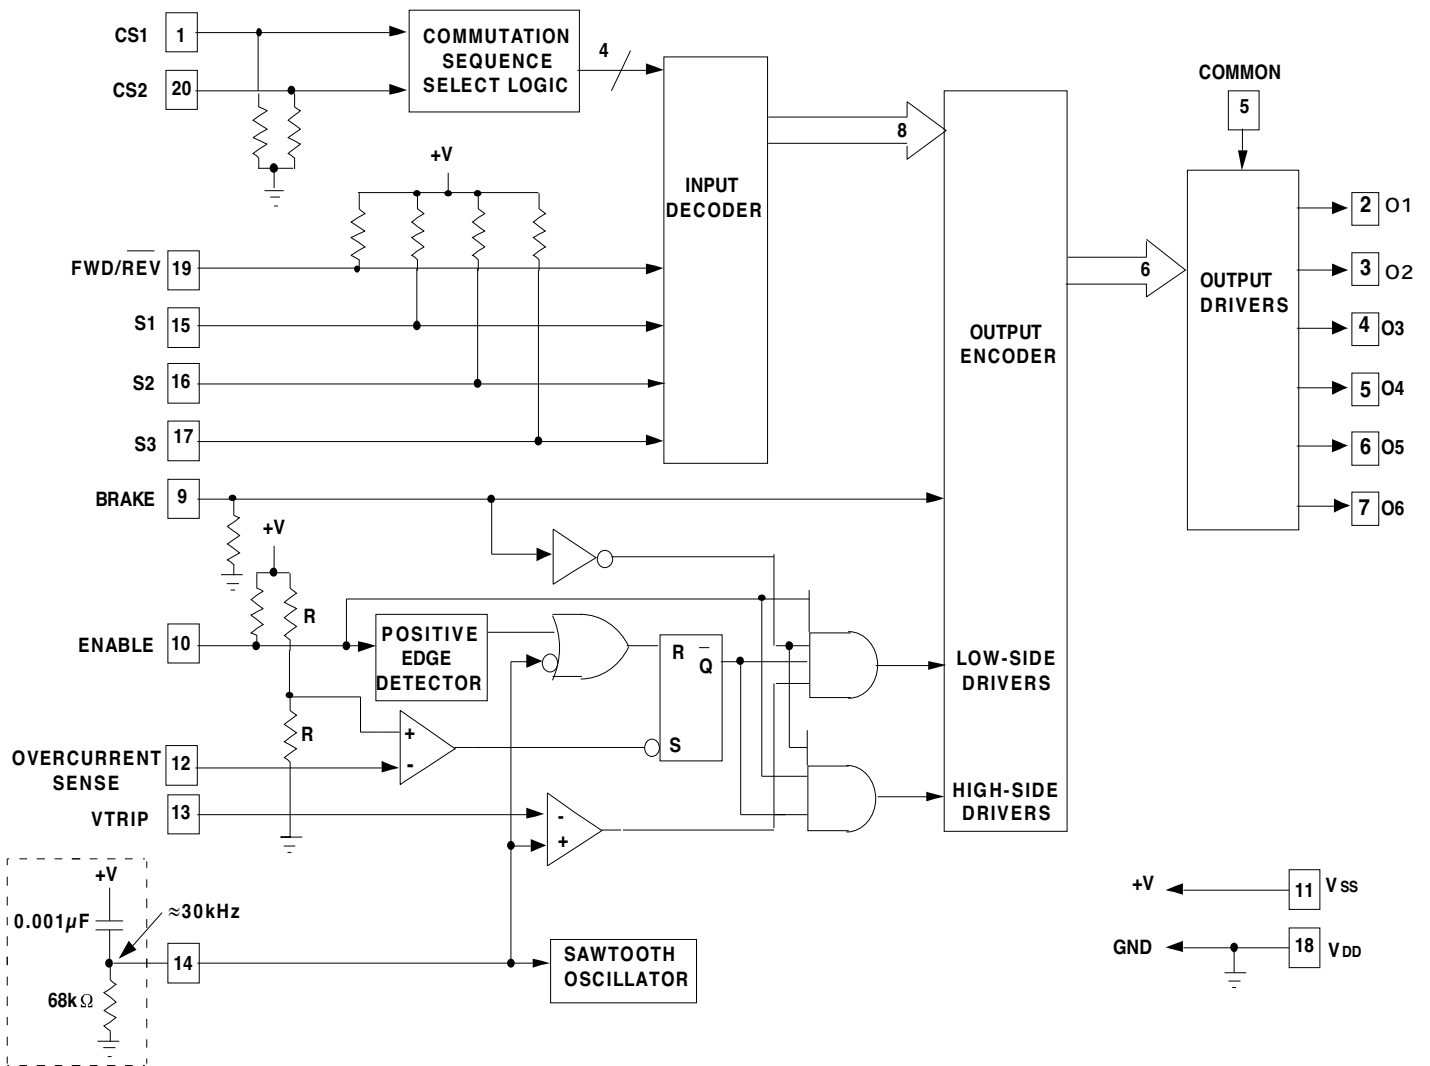 CS1 1
CS2 20
COMMUTATION
SEQUENCE
SELECT LOGIC
4
+V
INPUT
DECODER
8
COMMON
5
FWD/REV 19
S1 15
S2 16
S3 17
OUTPUT
ENCODER
6
OUTPUT
DRIVERS
2 O1
3 O2
4 O3
5 O4
6 O5
7 O6
BRAKE 9
+V
R
ENABLE 10
POSITIVE
EDGE
DETECTOR
R Q
S
R
LOW-SIDE
DRIVERS
OVERCURRENT
SENSE
12
+
-
VTRIP 13
-
+
HIGH-SIDE
DRIVERS
+V
0.001µF
≈30kHz
14
68kΩ
SAWTOOTH
OSCILLATOR
+V 11 VSS
GND 18 VDD